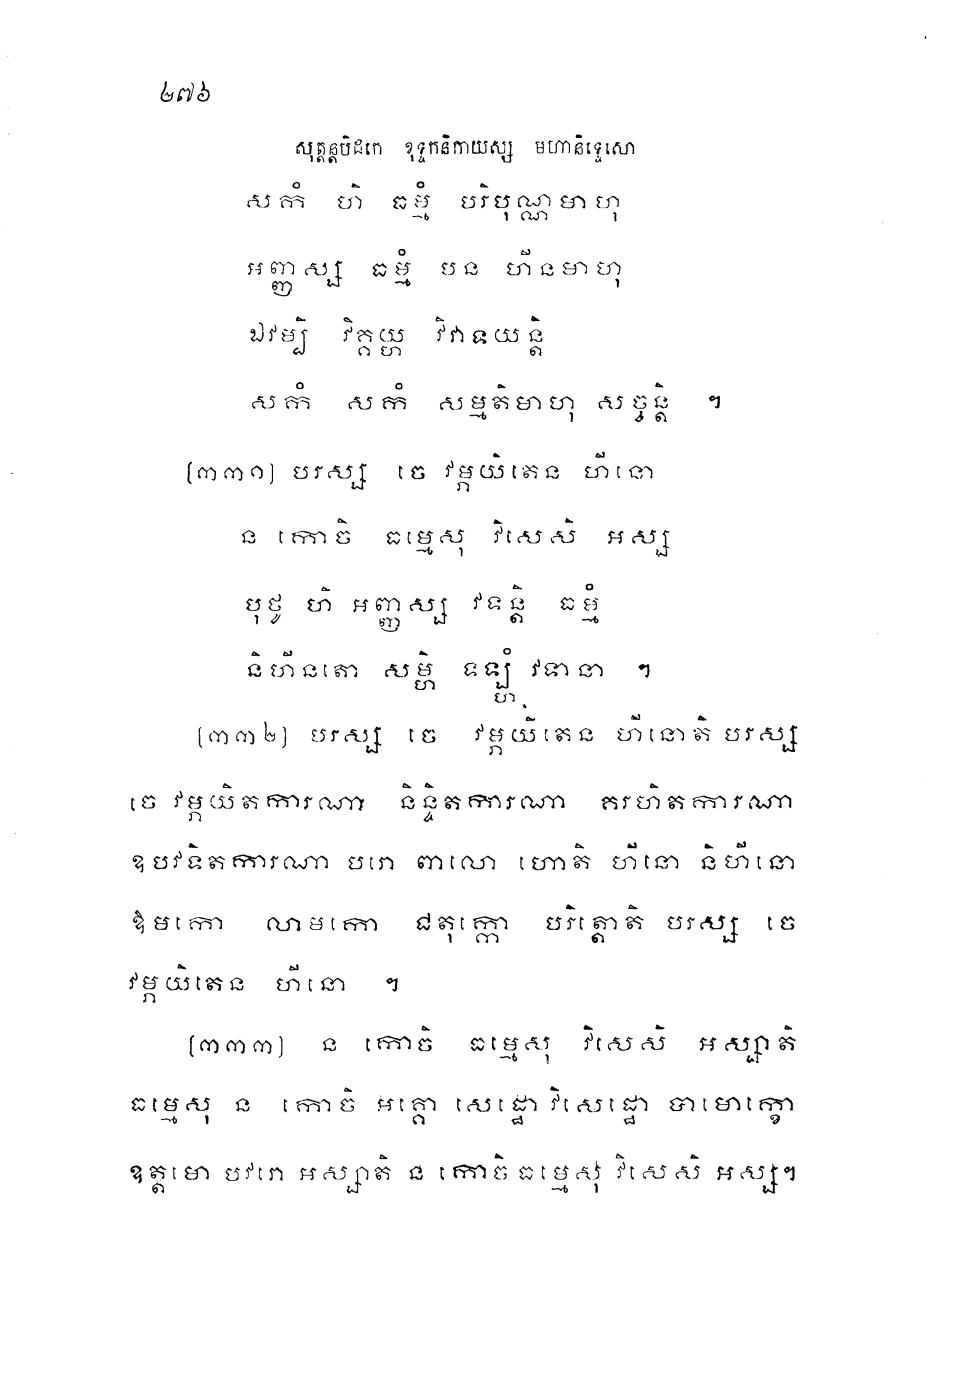 ២៧៦
សុត្តន្តបិដកេ ខុទ្ទកនិកាយស្ស មហានិទ្ទេសោ
សកំ ហិ ធម្មំ បរិបុណ្ណមាហុ
អញ្ញស្ស ធម្មំ បន ហីនមាហុ
ឯវម្បិ វិគ្គយ្ហ វិវាទយន្តិ
សកំ សកំ សម្មតិមាហុ សច្ចន្តិ ។
[៣៣១] បរស្ស ចេ វម្ភយិតេន ហីនោ
ន កោចិ ធម្មេសុ វិសេសិ អស្ស
បុថូ ហិ អញ្ញស្ស វទន្តិ ធម្មំ
និហីនតោ សម្ហិ ទឡ្ហំ វទានា ។
[៣៣២] បរស្ស ចេ វម្ភយិតេន ហីនោតិ បរស្ស
ចេ វម្ភយិតការណា និន្ទិតការណា គរហិតការណា
ឧបវទិតការណា បរោ ពាលោ ហោតិ ហីនោ និហីនោ
ឱមកោ លាមកោ ជតុក្កោ បរិត្តោតិ បរស្ស ចេ
វម្ភយិតេន ហីនោ ។
[៣៣៣] ន កោចិ ធម្មេសុ វិសេសិ អស្សាតិ
ធម្មេសុ ន កោចិ អគ្គោ សេដ្ឋោ វិសេដ្ឋោ បាមោក្ខោ
ឧត្តមោ បវរោ អស្សាតិ ន កោចិ ធម្មេសុ វិសេសិ អស្ស ។